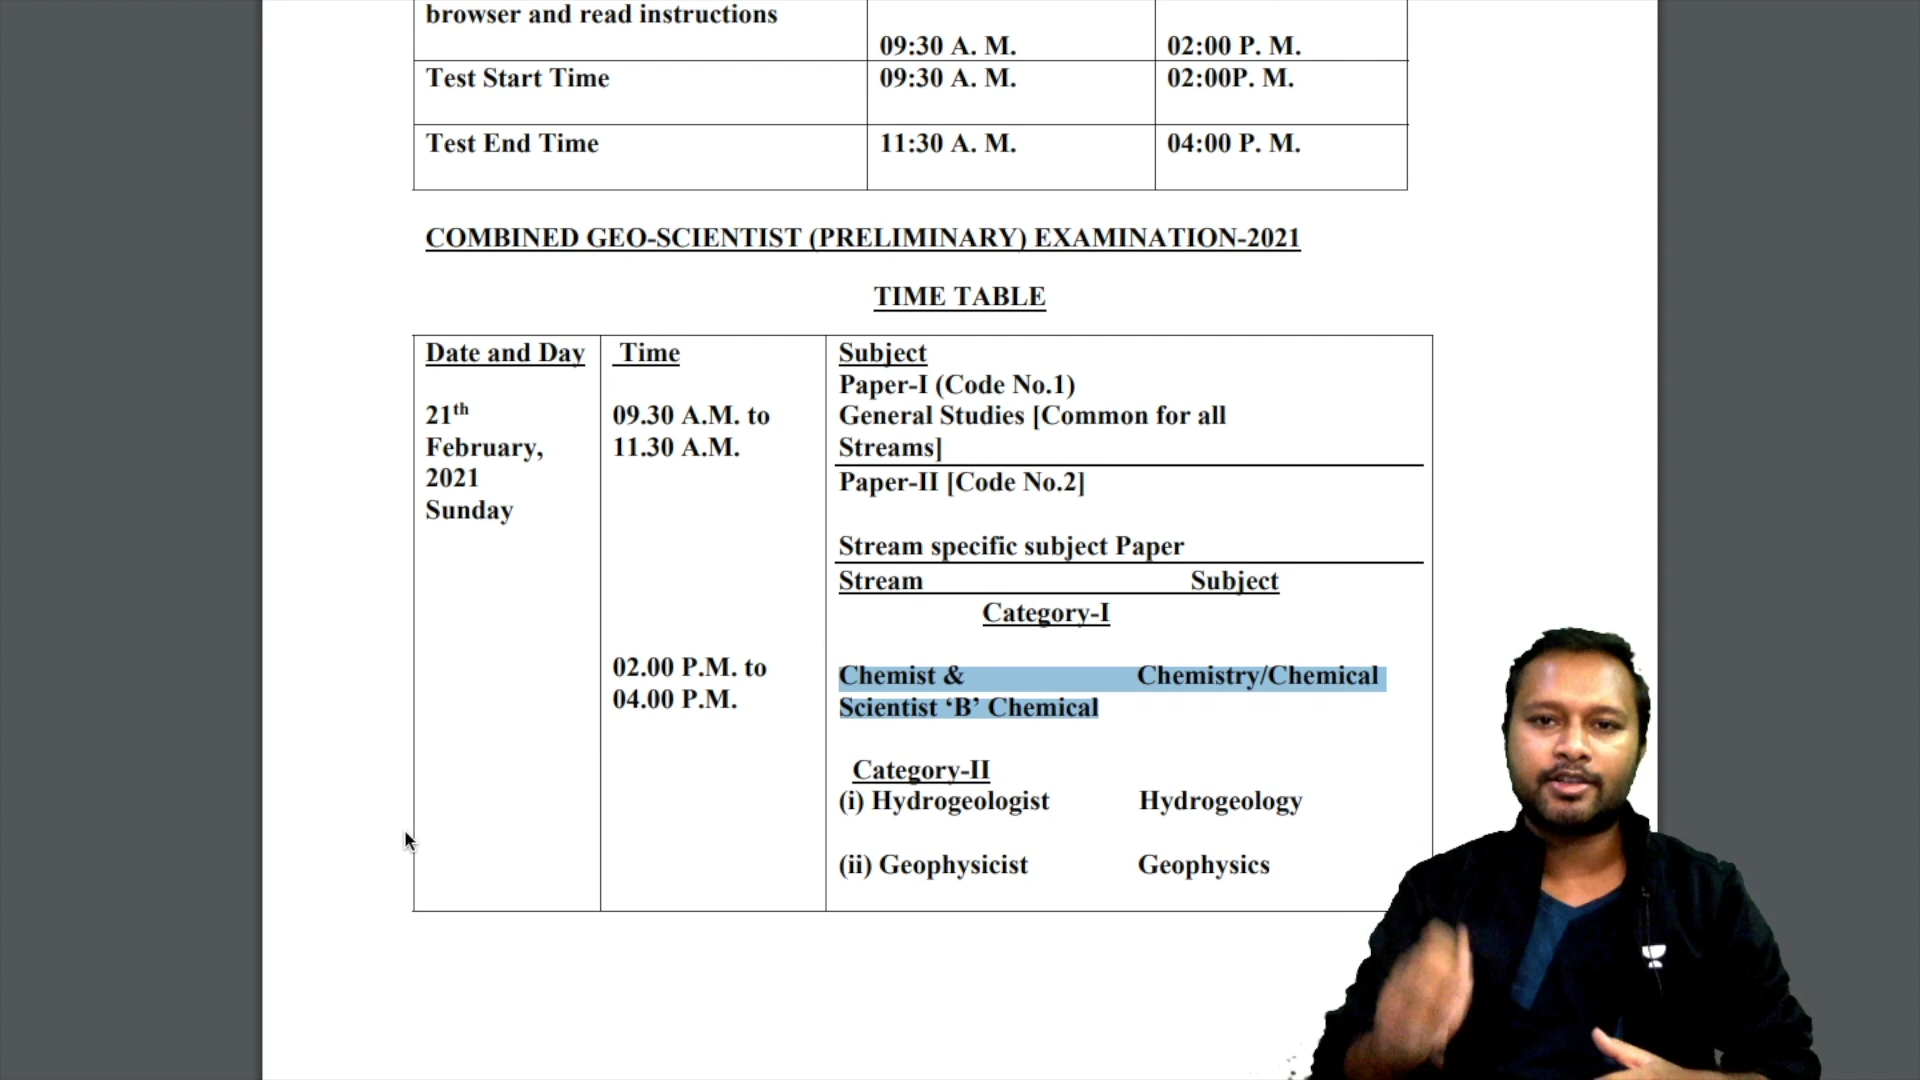 browser and read instructions
09:30 A. M. 02:00 P. M.
Test Start Time 09:30 A. M. 02:00P. M.
Test End Time 11:30 A. M. 04:00 P. M.
COMBINED GEO-SCIENTIST (PRELIMINARY) EXAMINATION-2021
TIME TABLE
Date and Day Time Subject
Paper-I (Code No.1)
21th 09.30 A.M. to General Studies [Common for all
February, 11.30 A.M. Streams]
2021 Paper-II [Code No.2]
Sunday
Stream specific subject Paper
Stream Subject
Category-I
02.00 P.M. to Chemist & Chemistry/Chemical
04.00 P.M. Scientist ‘B’ Chemical
Category-II
(i) Hydrogeologist Hydrogeology
(ii) Geophysicist Geophysics